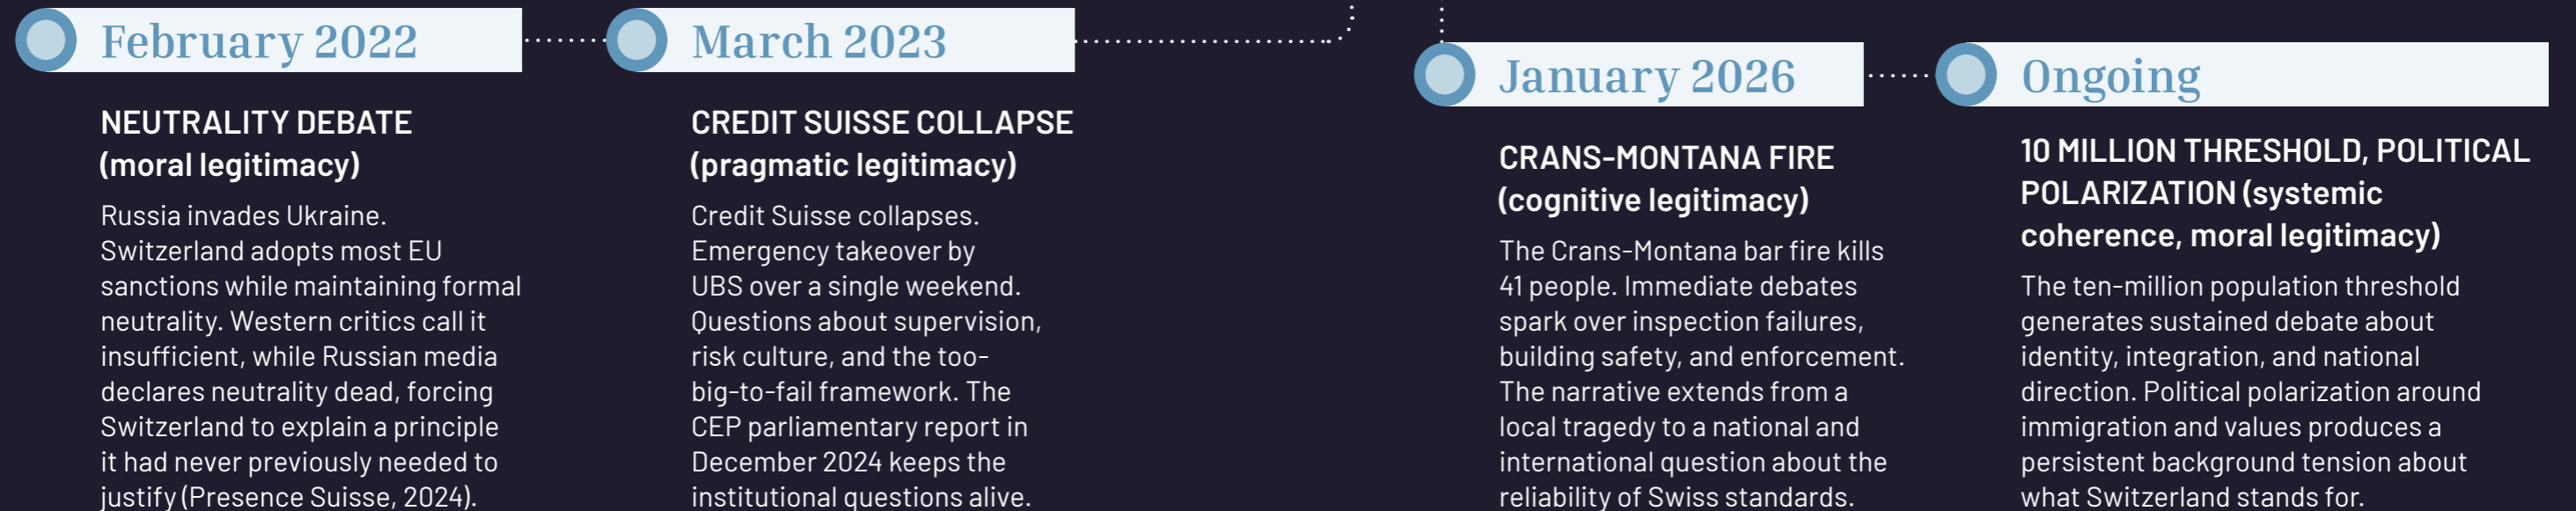 February 2022
NEUTRALITY DEBATE
(moral legitimacy)
Russia invades Ukraine.
Switzerland adopts most EU
sanctions while maintaining formal
neutrality. Western critics call it
insufficient, while Russian media
declares neutrality dead, forcing
Switzerland to explain a principle
it had never previously needed to
justify (Presence Suisse, 2024).
March 2023
CREDIT SUISSE COLLAPSE
(pragmatic legitimacy)
Credit Suisse collapses.
Emergency takeover by
UBS over a single weekend.
Questions about supervision,
risk culture, and the too-
big-to-fail framework. The
CEP parliamentary report in
December 2024 keeps the
institutional questions alive.
January 2026
CRANS-MONTANA FIRE
(cognitive legitimacy)
The Crans-Montana bar fire kills
41 people. Immediate debates
spark over inspection failures,
building safety, and enforcement.
The narrative extends from a
local tragedy to a national and
international question about the
reliability of Swiss standards.
Ongoing
10 MILLION THRESHOLD, POLITICAL
POLARIZATION (systemic
coherence, moral legitimacy)
The ten-million population threshold
generates sustained debate about
identity, integration, and national
direction. Political polarization around
immigration and values produces a
persistent background tension about
what Switzerland stands for.